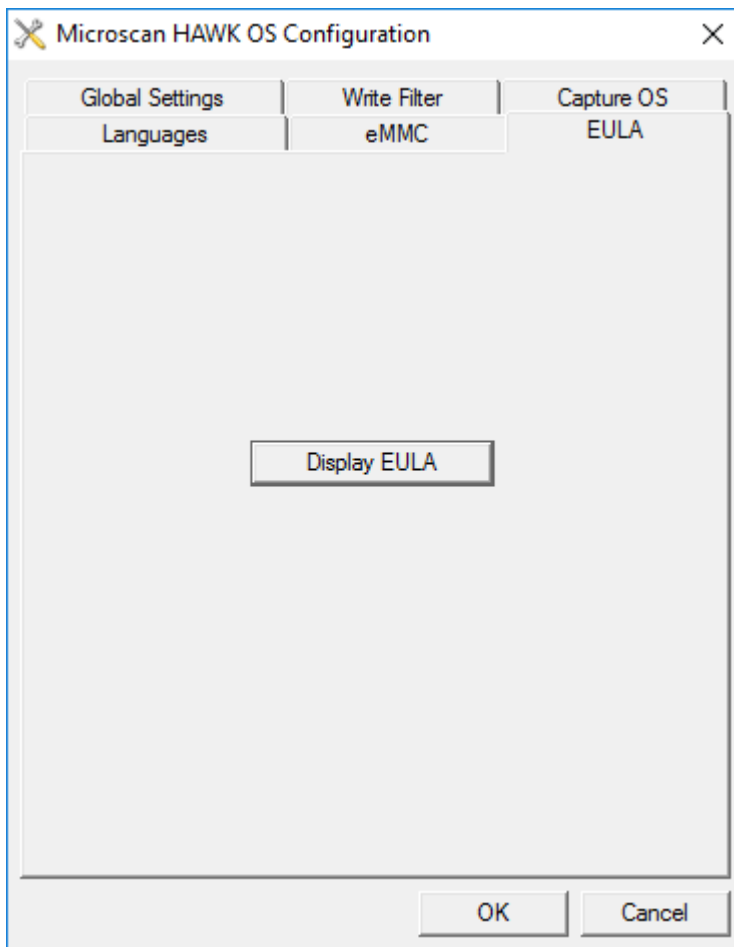 Microscan HAWK OS Configuration
Global Settings Write Filter Capture OS
Languages eMMC EULA
Display EULA
OK Cancel